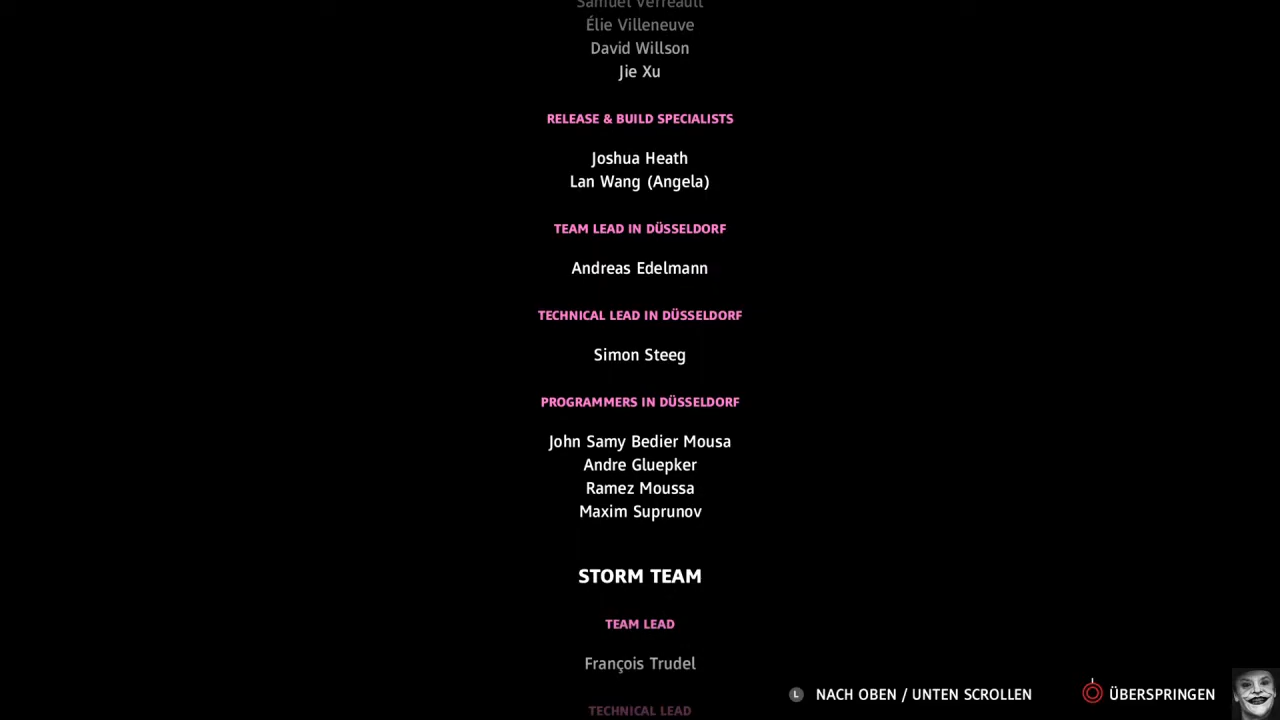 Samuel Verreault
Élie Villeneuve
David Willson
Jie Xu
RELEASE & BUILD SPECIALISTS
Joshua Heath
Lan Wang (Angela)
TEAM LEAD IN DÜSSELDORF
Andreas Edelmann
TECHNICAL LEAD IN DÜSSELDORF
Simon Steeg
PROGRAMMERS IN DÜSSELDORF
John Samy Bedier Mousa
Andre Gluepker
Ramez Moussa
Maxim Suprunov
STORM TEAM
TEAM LEAD
François Trudel
L NACH OBEN / UNTEN SCROLLEN
ÜBERSPRINGEN
TECHNICAL LEAD